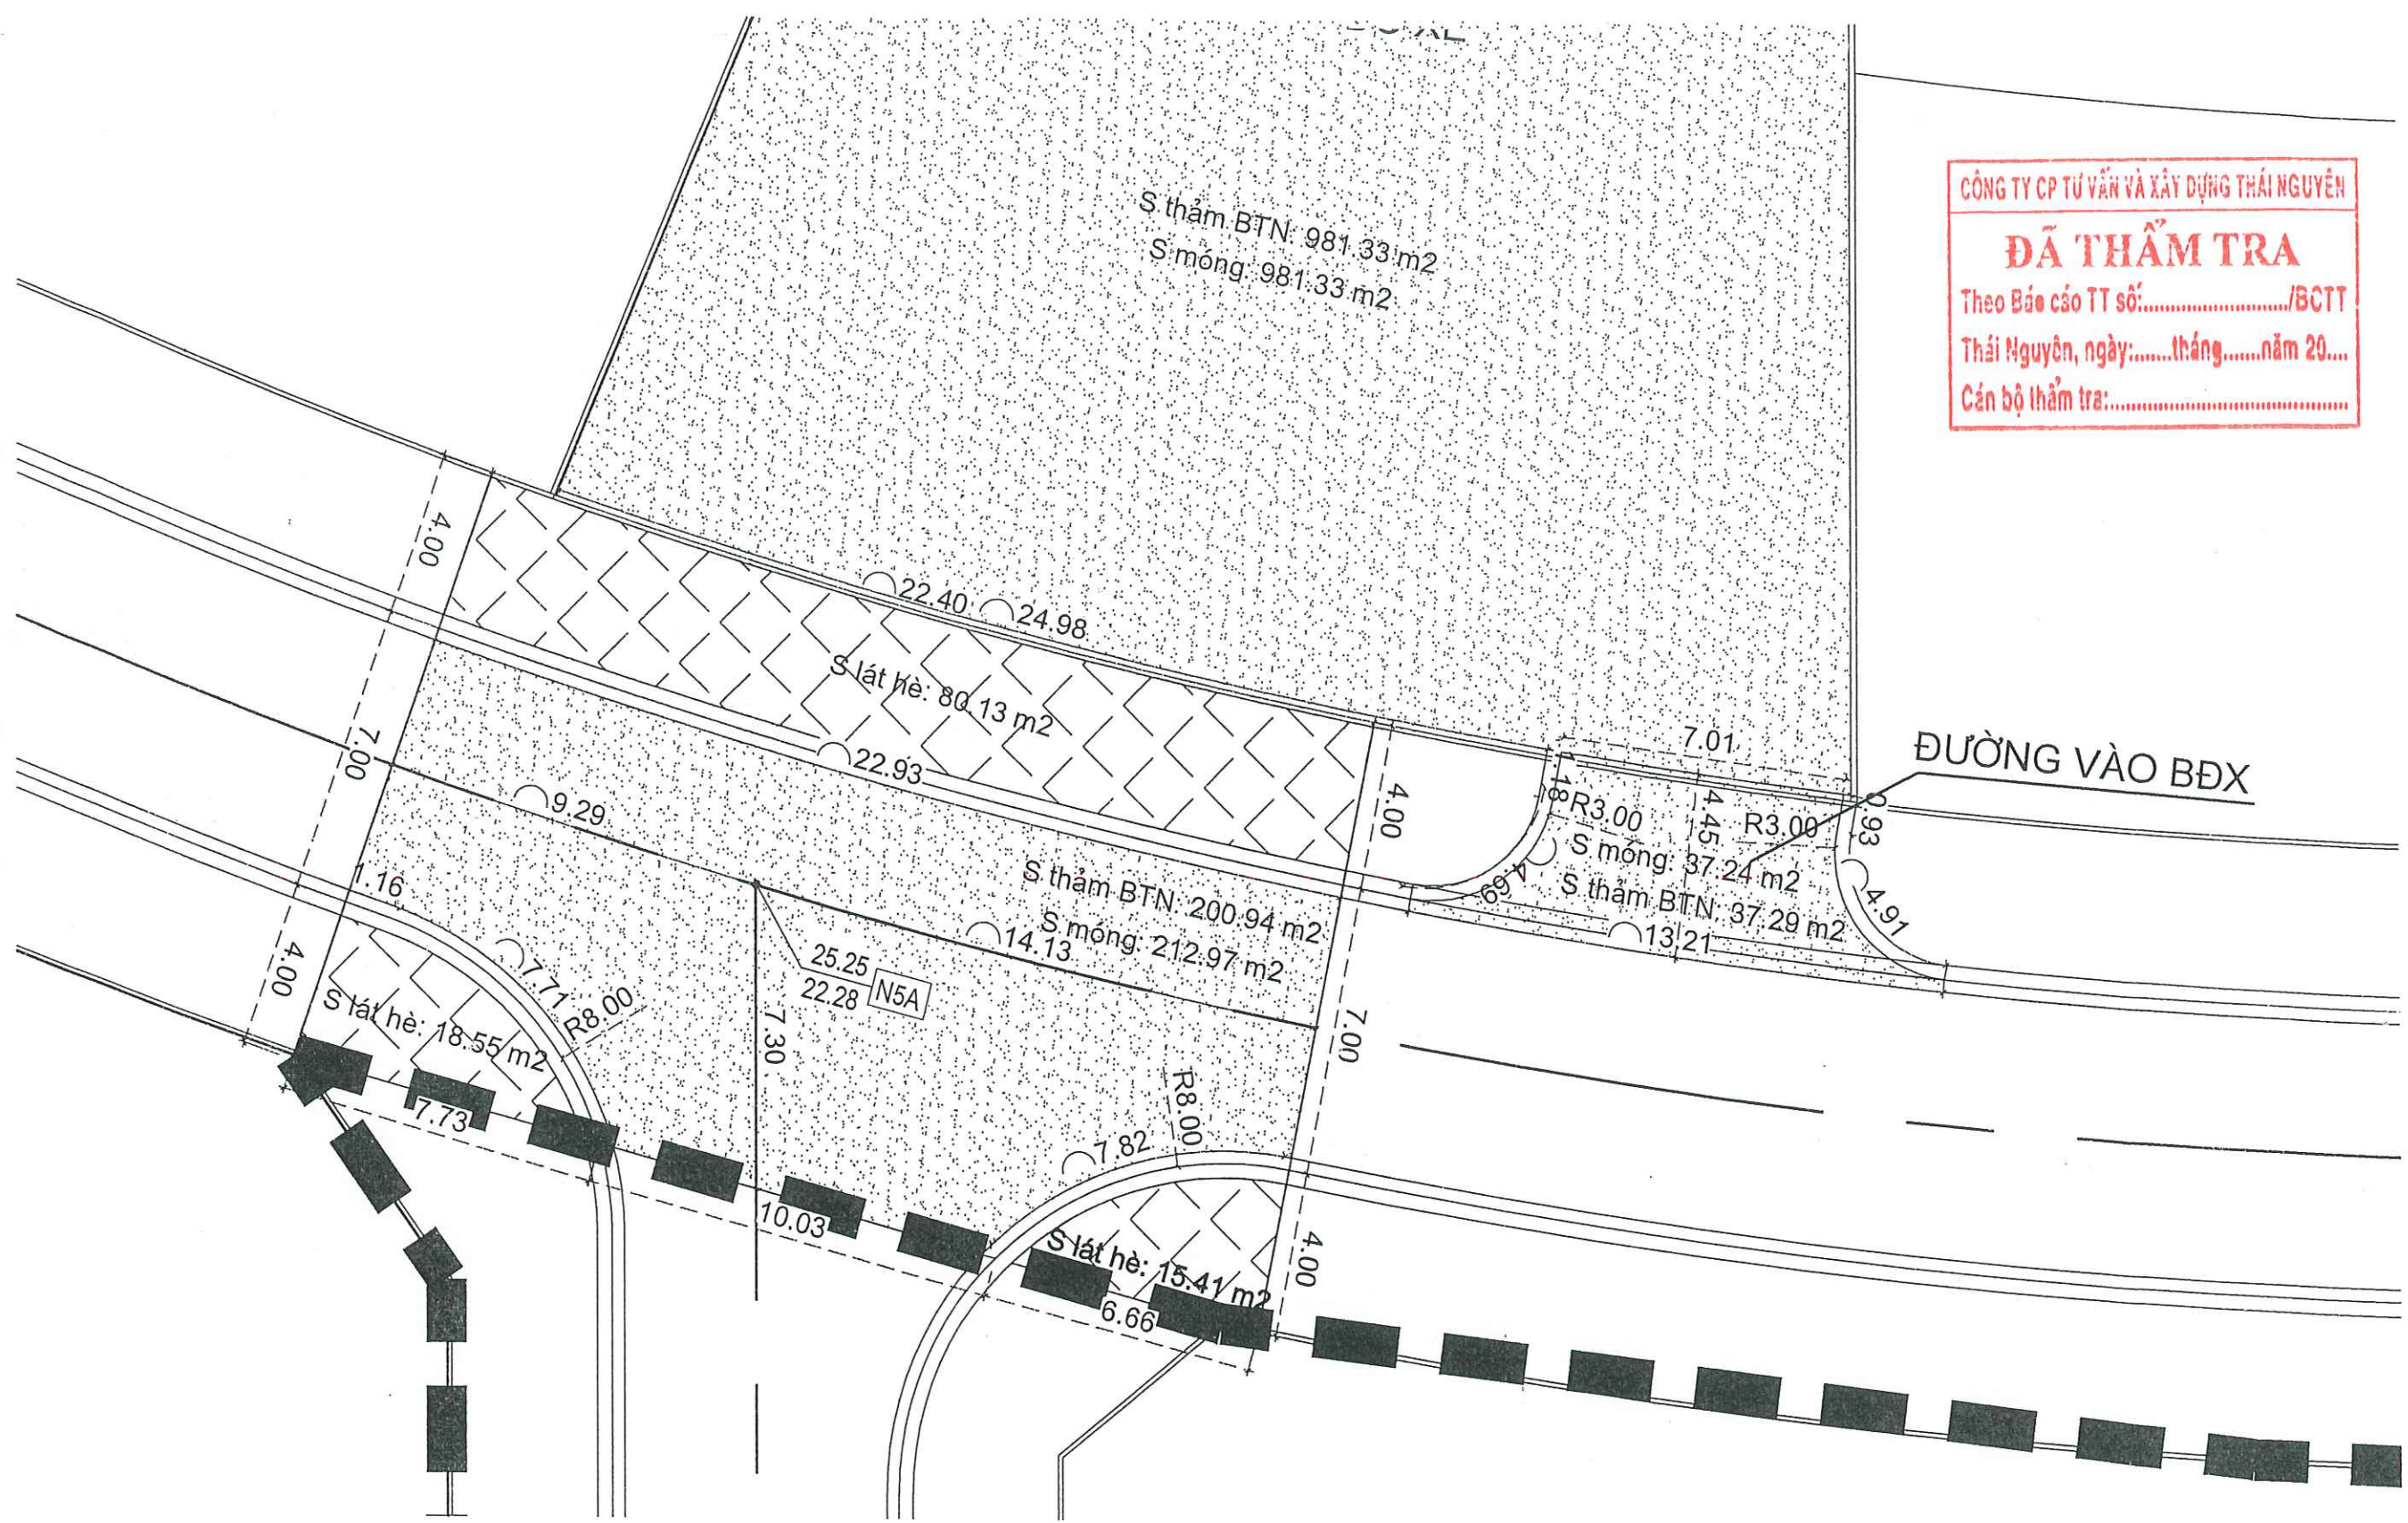 S thảm BTN: 981.33 m2
S móng: 981.33 m2
CÔNG TY CP TƯ VẤN VÀ XÂY DỰNG THÁI NGUYÊN
ĐÃ THẨM TRA
Theo Báo cáo TT số:........................./BCTT
Thái Nguyên, ngày:.......tháng.......năm 20....
Cán bộ thẩm tra:..........................................
4.00
22.40
24.98
S lát hè: 80.13 m2
22.93
7.00
9.29
4.00
7.01
ĐƯỜNG VÀO BĐX
1.18
R3.00
4.45
R3.00
0.93
S móng: 37.24 m2
S thảm BTN: 37.29 m2
4.69
4.91
13.21
1.16
S thảm BTN: 200.94 m2
S móng: 212.97 m2
14.13
25.25
22.28
N5A
4.00
7.71
R8.00
S lát hè: 18.55 m2
7.30
7.00
7.73
R8.00
7.82
10.03
S lát hè: 15.41 m2
4.00
6.66